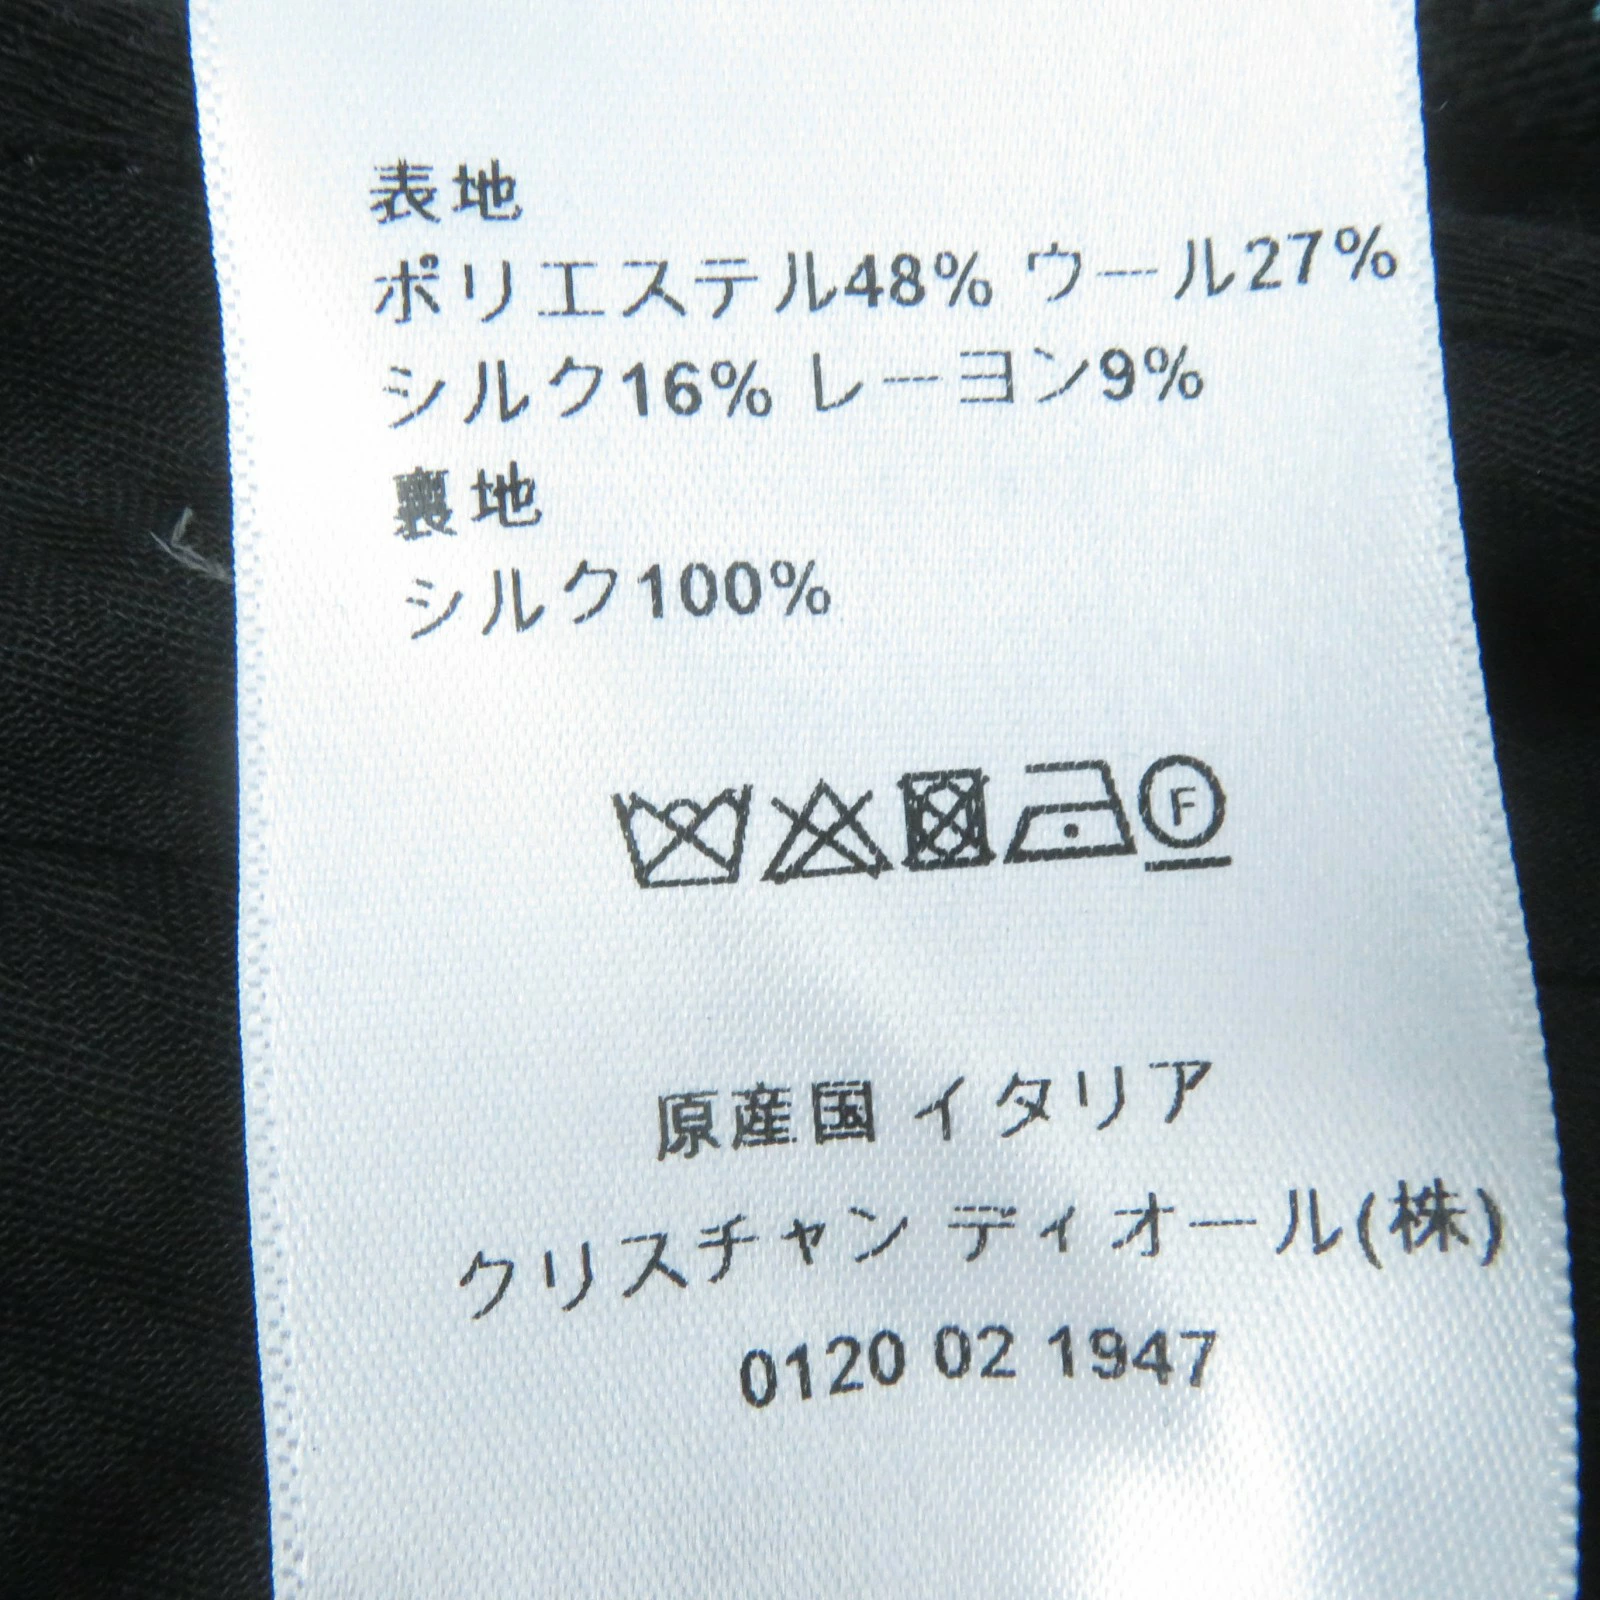 表地
ポリエステル48% ウール27%
シルク16% レーヨン9%
裏地
シルク100%
F
原産国 イタリア
クリスチャン ディオール(株)
0120 02 1947